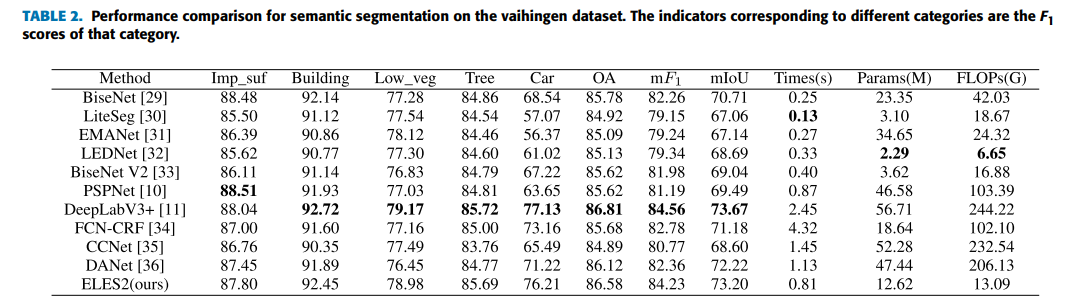 TABLE 2. Performance comparison for semantic segmentation on the vaihingen dataset. The indicators corresponding to different categories are the F1
scores of that category.
Method Imp_suf Building Low_veg Tree Car OA mF1 mIoU Times(s) Params(M) FLOPs(G)
BiseNet [29] 88.48 92.14 77.28 84.86 68.54 85.78 82.26 70.71 0.25 23.35 42.03
LiteSeg [30] 85.50 91.12 77.54 84.54 57.07 84.92 79.15 67.06 0.13 3.10 18.67
EMANet [31] 86.39 90.86 78.12 84.46 56.37 85.09 79.24 67.14 0.27 34.65 24.32
LEDNet [32] 85.62 90.77 77.30 84.60 61.02 85.13 79.34 68.69 0.33 2.29 6.65
BiseNet V2 [33] 86.11 91.14 76.83 84.79 67.22 85.62 81.98 69.04 0.40 3.62 16.88
PSPNet [10] 88.51 91.93 77.03 84.81 63.65 85.62 81.19 69.49 0.87 46.58 103.39
DeepLabV3+ [11] 88.04 92.72 79.17 85.72 77.13 86.81 84.56 73.67 2.45 56.71 244.22
FCN-CRF [34] 87.00 91.60 77.16 85.00 73.16 85.68 82.78 71.18 4.32 18.64 102.10
CCNet [35] 86.76 90.35 77.49 83.76 65.49 84.89 80.77 68.60 1.45 52.28 232.54
DANet [36] 87.45 91.89 76.45 84.77 71.22 86.12 82.36 72.22 1.13 47.44 206.13
ELES2(ours) 87.80 92.45 78.98 85.69 76.21 86.58 84.23 73.20 0.81 12.62 13.09